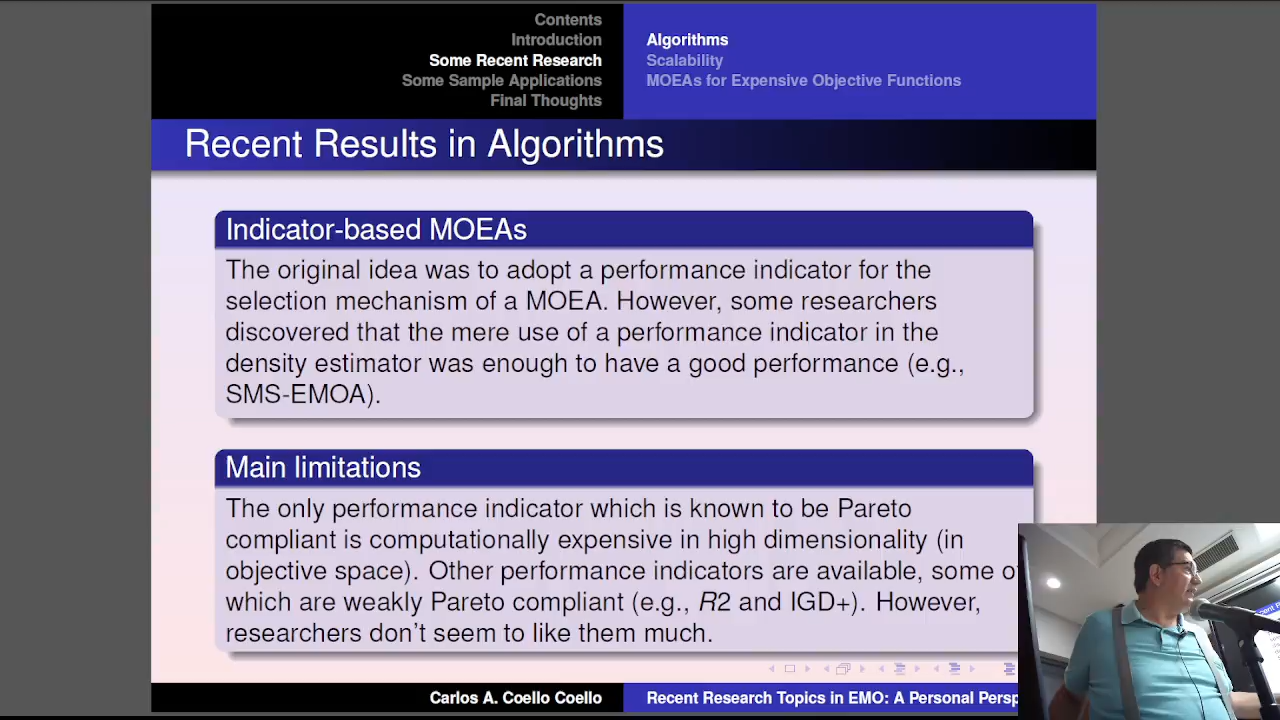 Contents
Introduction
Some Recent Research
Some Sample Applications
Final Thoughts
Algorithms
Scalability
MOEAs for Expensive Objective Functions
Recent Results in Algorithms
Indicator-based MOEAs
The original idea was to adopt a performance indicator for the
selection mechanism of a MOEA. However, some researchers
discovered that the mere use of a performance indicator in the
density estimator was enough to have a good performance (e.g.,
SMS-EMOA).
Main limitations
The only performance indicator which is known to be Pareto
compliant is computationally expensive in high dimensionality (in
objective space). Other performance indicators are available, some o
which are weakly Pareto compliant (e.g., R2 and IGD+). However,
researchers don't seem to like them much.
Carlos A. Coello Coello
Recent Research Topics in EMO: A Personal Persp